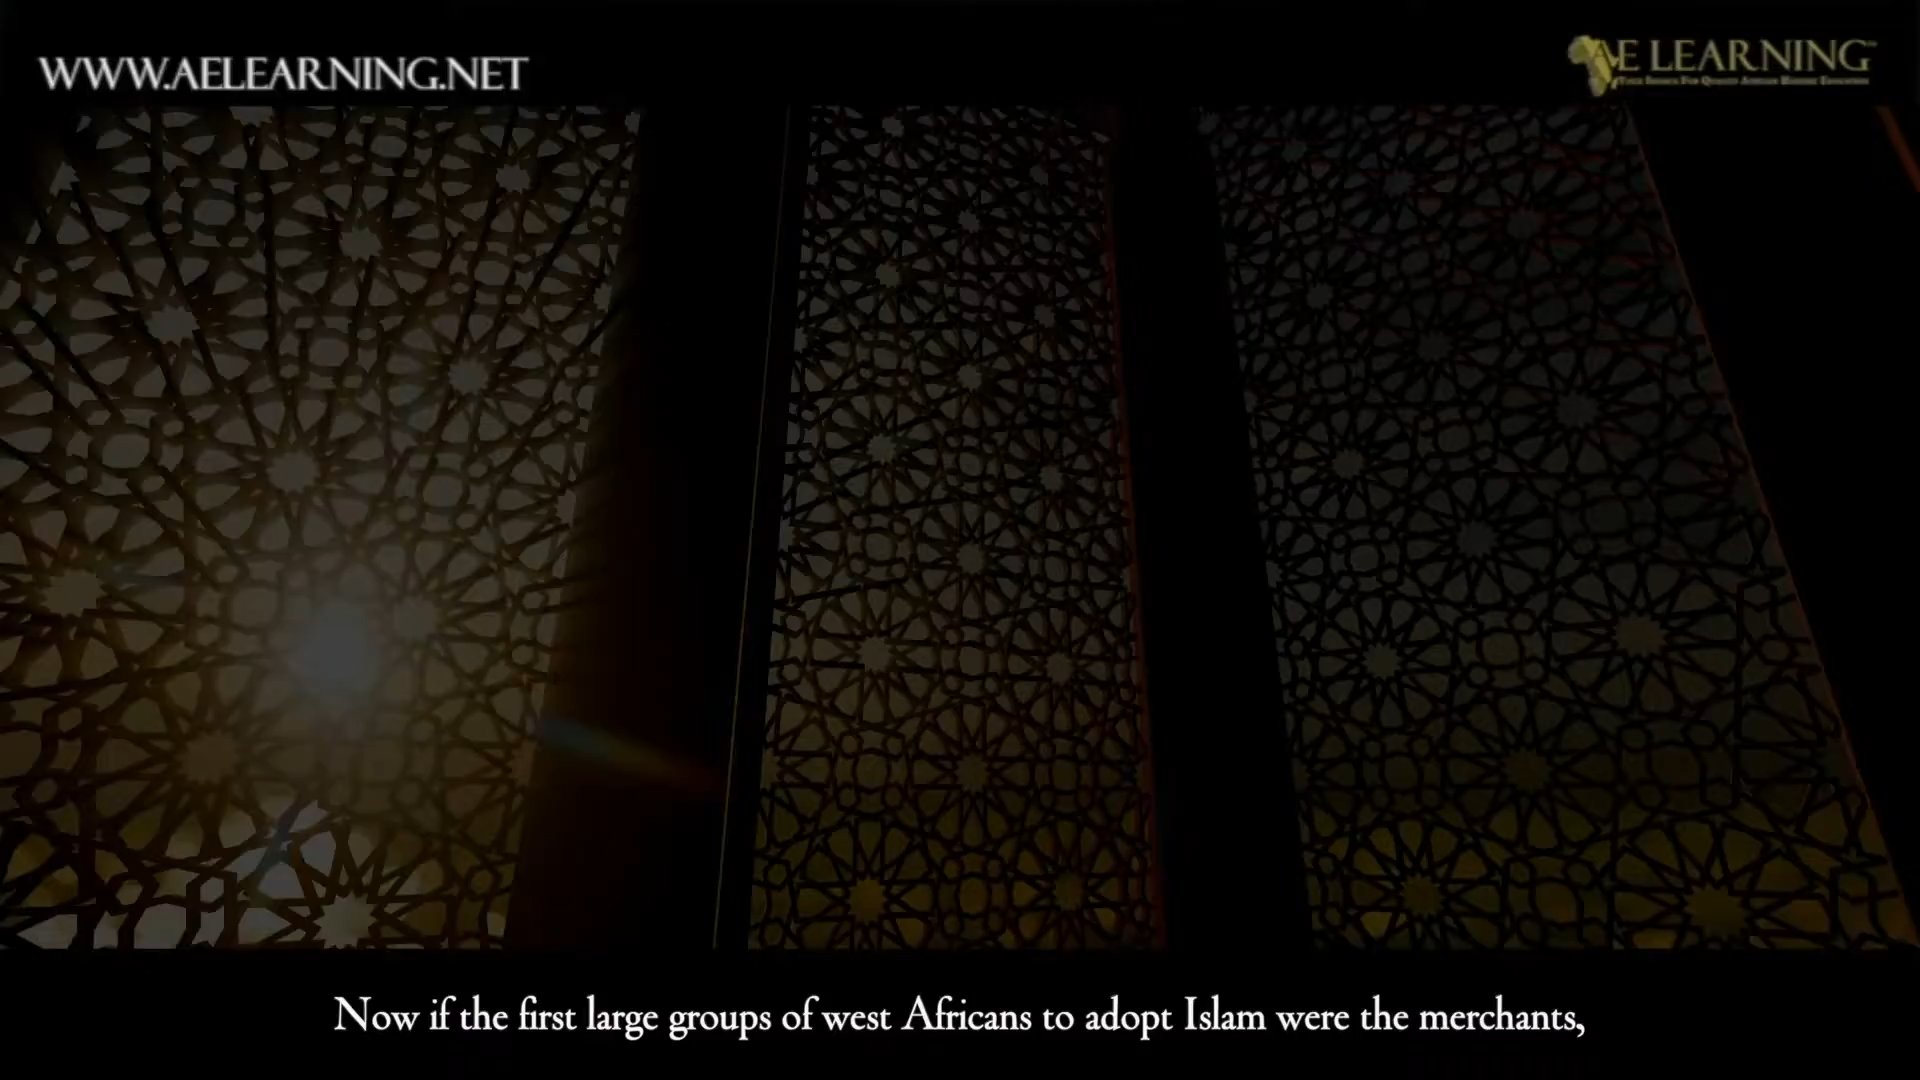 WWW.AELEARNING.NET
AE LEARNING
Now if the first large groups of west Africans to adopt Islam were the merchants,